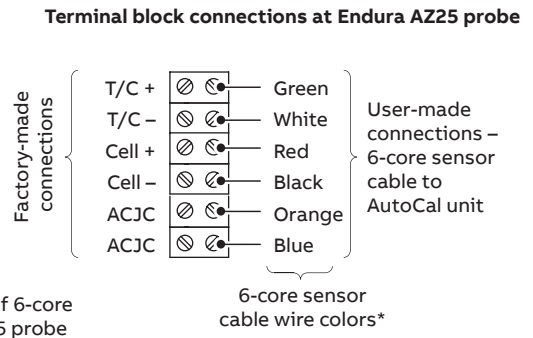 Terminal block connections at Endura AZ25 probe
Factory-made
connections
T/C + Green
T/C – White
Cell + Red
Cell – Black
ACJC Orange
ACJC Blue
User-made
connections –
6-core sensor
cable to
AutoCal unit
6-core sensor
cable wire colors*
f 6-core
5 probe